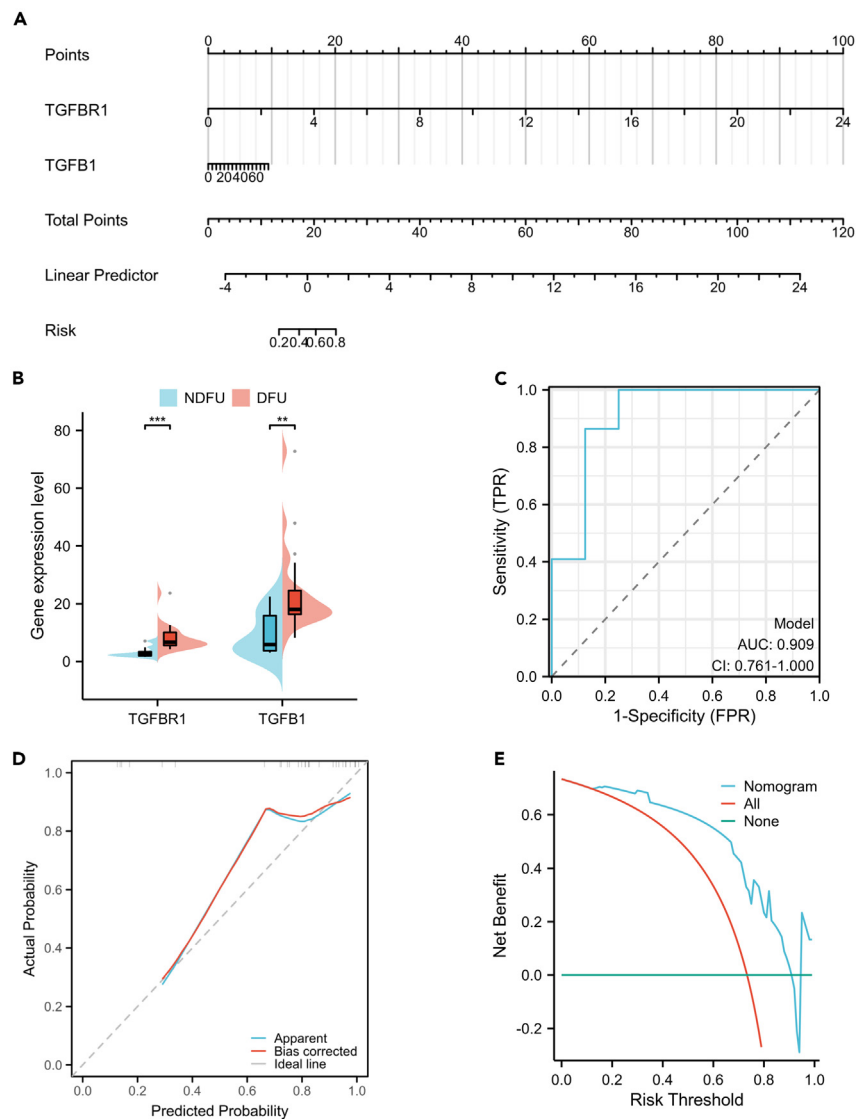 A
Points 0 20 40 60 80 100
TGFBR1
0 4 8 12 16 20 24
TGFB1
0 204060
Total Points
0 20 40 60 80 100 120
Linear Predictor
-4 0 4 8 12 16 20 24
Risk
0.20.40.60.8
B
NDFU DFU
*** **
80
60
40
20
0
Gene expression level
TGFBR1 TGFB1
C
1.0
0.8
0.6
0.4
0.2
0.0
Sensitivity (TPR)
Model
AUC: 0.909
CI: 0.761-1.000
0.0 0.2 0.4 0.6 0.8 1.0
1-Specificity (FPR)
D
1.0
0.8
0.6
0.4
0.2
0.0
Actual Probability
Apparent
Bias corrected
Ideal line
0.0 0.2 0.4 0.6 0.8 1.0
Predicted Probability
E
Nomogram
All
None
0.6
0.4
0.2
0.0
-0.2
Net Benefit
0.0 0.2 0.4 0.6 0.8 1.0
Risk Threshold